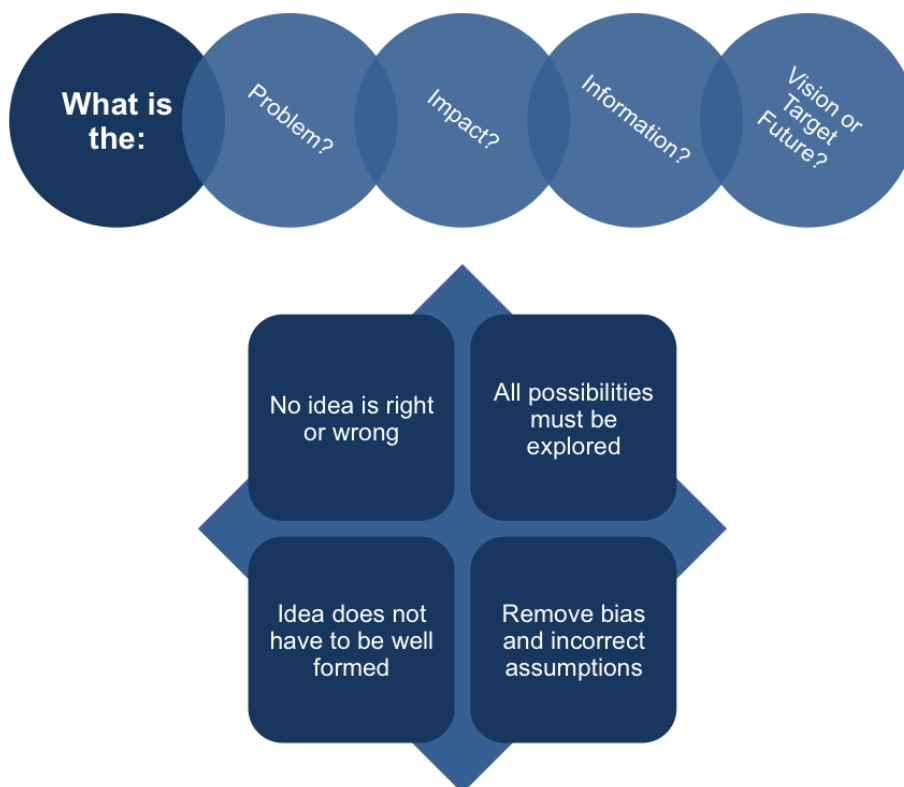 What is
the:
Problem?
Impact?
Information?
Vision or
Target
Future?
No idea is right
or wrong
All possibilities
must be
explored
Idea does not
have to be well
formed
Remove bias
and incorrect
assumptions